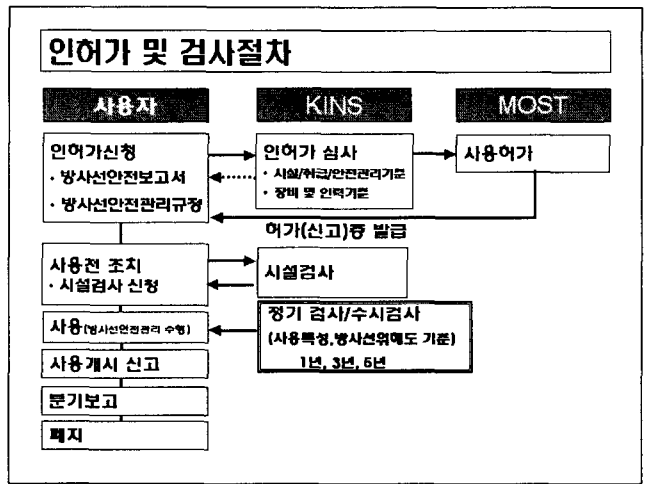 인허가 및 검사절차
사용자
KINS
MOST
인허가신청
· 방사선안전보고서
· 방사선안전관리규정
인허가 심사
· 시설/취급/안전관리기준
· 장비 및 인력기준
사용허가
허가(신고)증 발급
사용전 조치
· 시설검사 신청
시설검사
사용(방사선안전관리 수행)
정기 검사/수시검사
(사용특성,방사선위해도 기준)
1년, 3년, 5년
사용개시 신고
분기보고
폐지